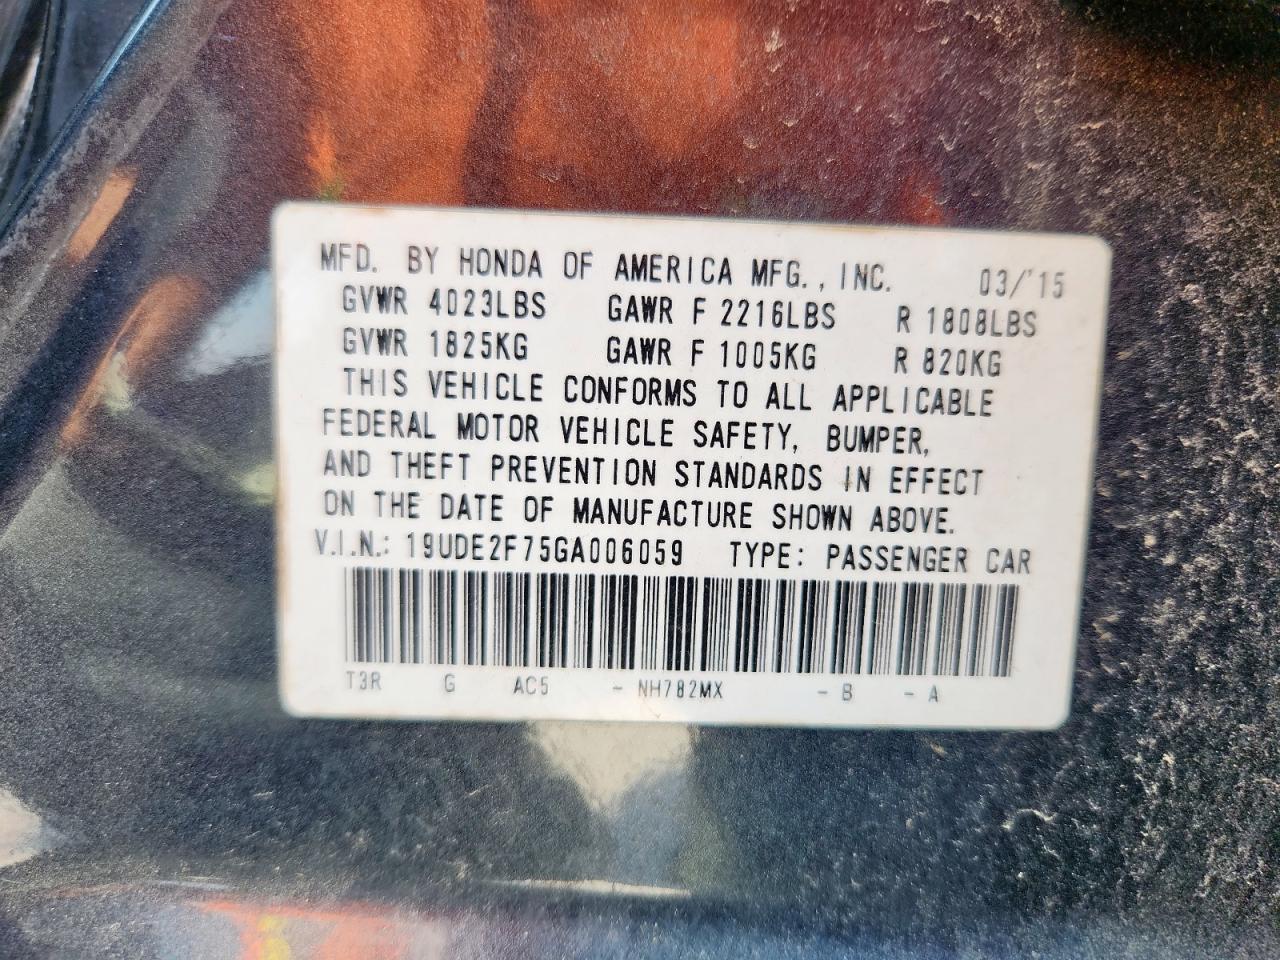 MFD. BY HONDA OF AMERICA MFG., INC. 03/'15
GVWR 4023LBS GAWR F 2216LBS R 1808LBS
GVWR 1825KG GAWR F 1005KG R 820KG
THIS VEHICLE CONFORMS TO ALL APPLICABLE
FEDERAL MOTOR VEHICLE SAFETY, BUMPER,
AND THEFT PREVENTION STANDARDS IN EFFECT
ON THE DATE OF MANUFACTURE SHOWN ABOVE.
V.I.N.: 19UDE2F75GA006059 TYPE: PASSENGER CAR
T3R G AC5 - NH782MX - B - A